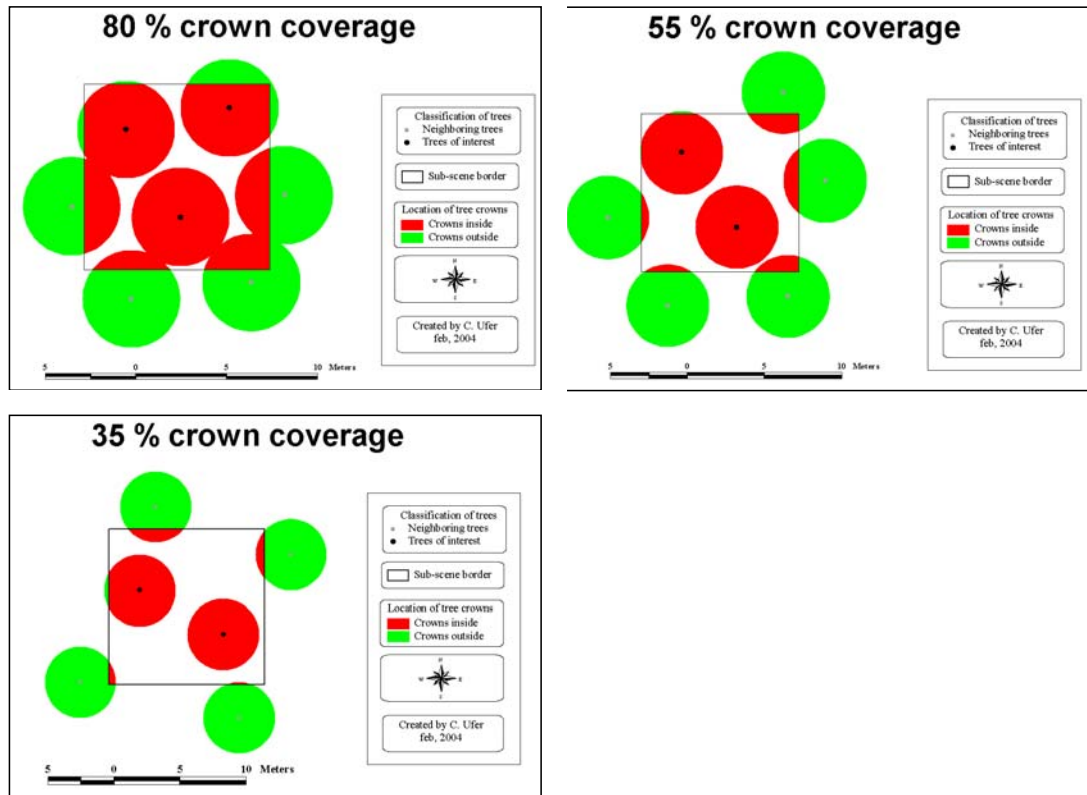 80 % crown coverage
Classification of trees
Neighboring trees
Trees of interest
Sub-scene border
Location of tree crowns
Crowns inside
Crowns outside
N
W E
S
Created by C. Ufer
feb, 2004
5 0 5 10 Meters
55 % crown coverage
Classification of trees
Neighboring trees
Trees of interest
Sub-scene border
Location of tree crowns
Crowns inside
Crowns outside
N
W E
S
Created by C. Ufer
feb, 2004
5 0 5 10 Meters
35 % crown coverage
Classification of trees
Neighboring trees
Trees of interest
Sub-scene border
Location of tree crowns
Crowns inside
Crowns outside
N
W E
S
Created by C. Ufer
feb, 2004
5 0 5 10 Meters